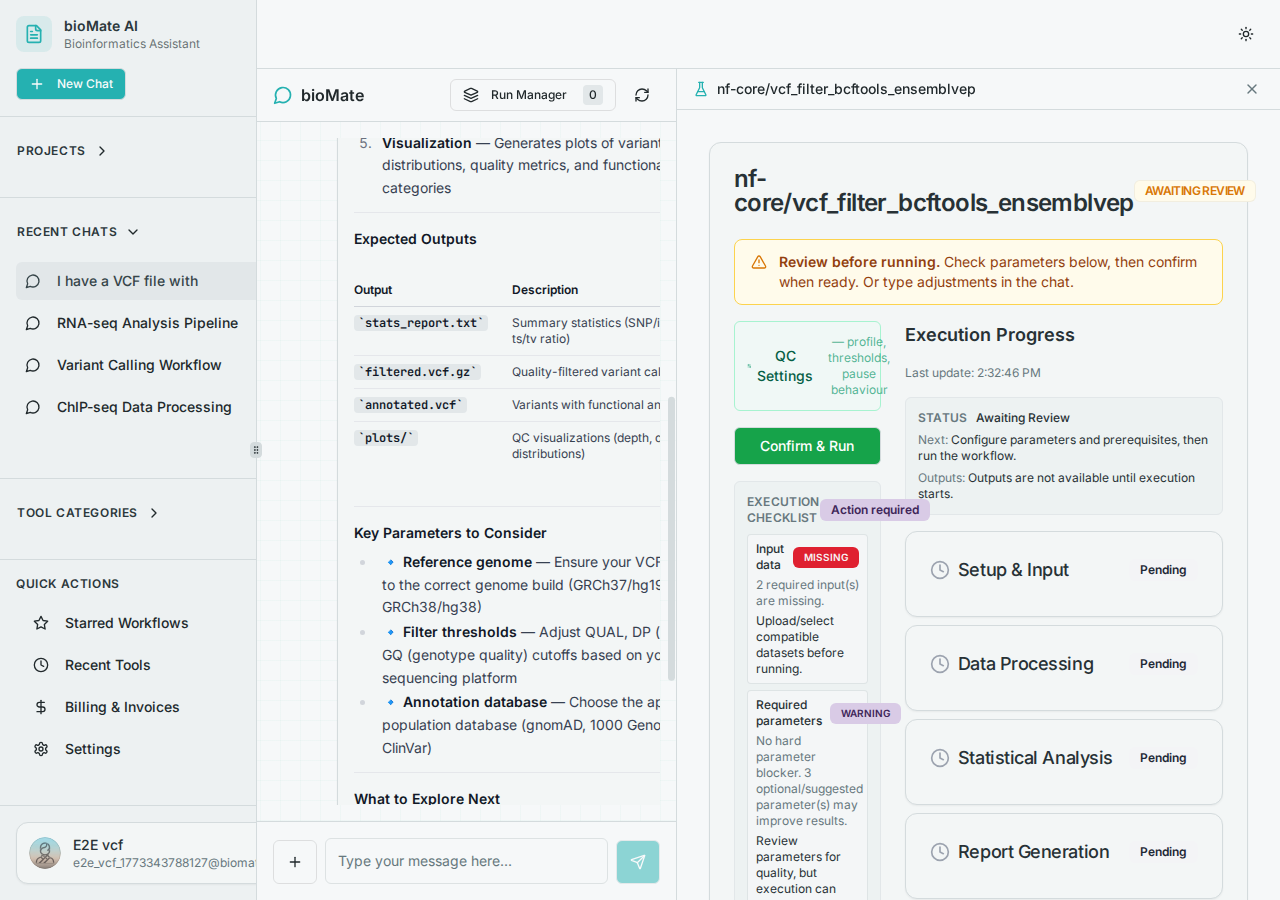 bioMate AI
Bioinformatics Assistant
New Chat
PROJECTS
RECENT CHATS
I have a VCF file with
RNA-seq Analysis Pipeline
Variant Calling Workflow
ChIP-seq Data Processing
TOOL CATEGORIES
QUICK ACTIONS
Starred Workflows
Recent Tools
Billing & Invoices
Settings
E2E vcf
e2e_vcf_1773343788127@bioma
bioMate
Run Manager 0
5. Visualization — Generates plots of variant
distributions, quality metrics, and functiona
categories
Expected Outputs
Output Description
`stats_report.txt` Summary statistics (SNP/i
ts/tv ratio)
`filtered.vcf.gz` Quality-filtered variant cal
`annotated.vcf` Variants with functional an
`plots/` QC visualizations (depth, 
distributions)
Key Parameters to Consider
Reference genome — Ensure your VCF
to the correct genome build (GRCh37/hg19
GRCh38/hg38)
Filter thresholds — Adjust QUAL, DP (
GQ (genotype quality) cutoffs based on yo
sequencing platform
Annotation database — Choose the ap
population database (gnomAD, 1000 Geno
ClinVar)
What to Explore Next
Type your message here...
nf-core/vcf_filter_bcftools_ensemblvep
nf-
core/vcf_filter_bcftools_ensemblvep
AWAITING REVIEW
Review before running. Check parameters below, then confirm
when ready. Or type adjustments in the chat.
QC
Settings
— profile,
thresholds,
pause
behaviour
Confirm & Run
EXECUTION
CHECKLIST
Action required
Input
data
MISSING
2 required input(s)
are missing.
Upload/select
compatible
datasets before
running.
Required
parameters
WARNING
No hard
parameter
blocker. 3
optional/suggested
parameter(s) may
improve results.
Review
parameters for
quality, but
execution can
Execution Progress
Last update: 2:32:46 PM
STATUS Awaiting Review
Next: Configure parameters and prerequisites, then
run the workflow.
Outputs: Outputs are not available until execution
starts.
Setup & Input Pending
Data Processing Pending
Statistical Analysis Pending
Report Generation Pending